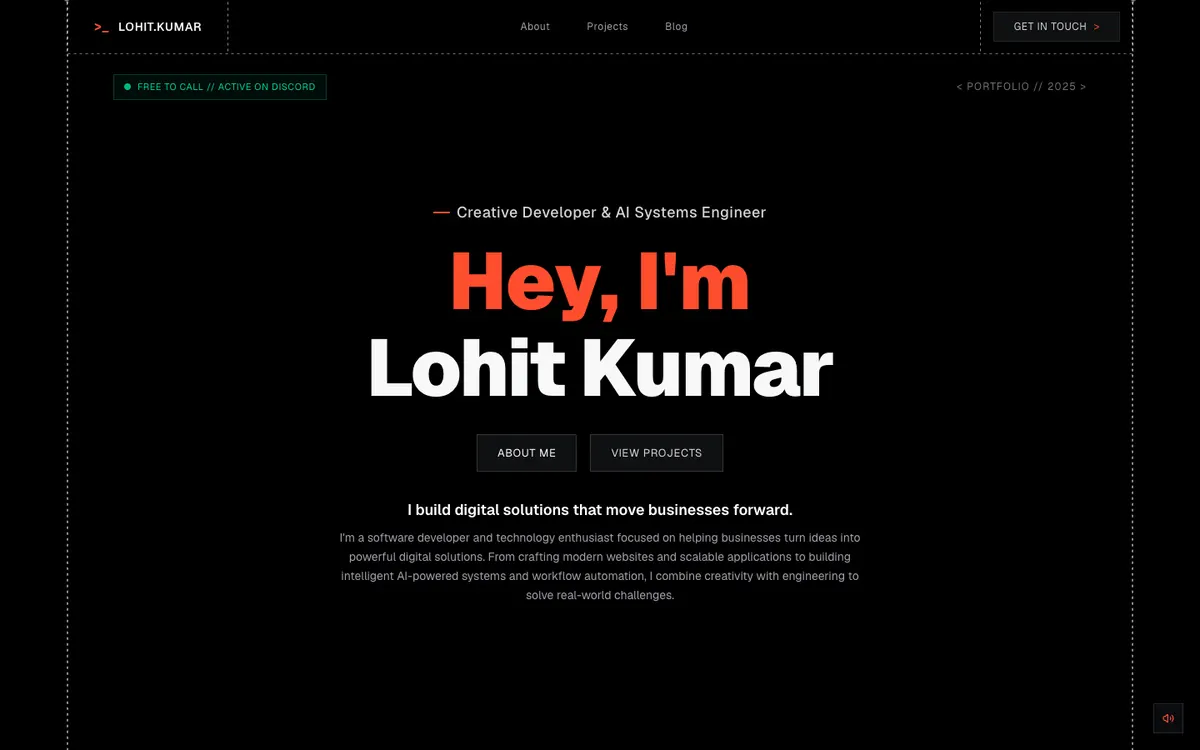 >_ LOHIT.KUMAR
About
Projects
Blog
GET IN TOUCH >
FREE TO CALL // ACTIVE ON DISCORD
< PORTFOLIO // 2025 >
— Creative Developer & AI Systems Engineer
Hey, I'm
Lohit Kumar
ABOUT ME
VIEW PROJECTS
I build digital solutions that move businesses forward.
I'm a software developer and technology enthusiast focused on helping businesses turn ideas into
powerful digital solutions. From crafting modern websites and scalable applications to building
intelligent AI-powered systems and workflow automation, I combine creativity with engineering to
solve real-world challenges.